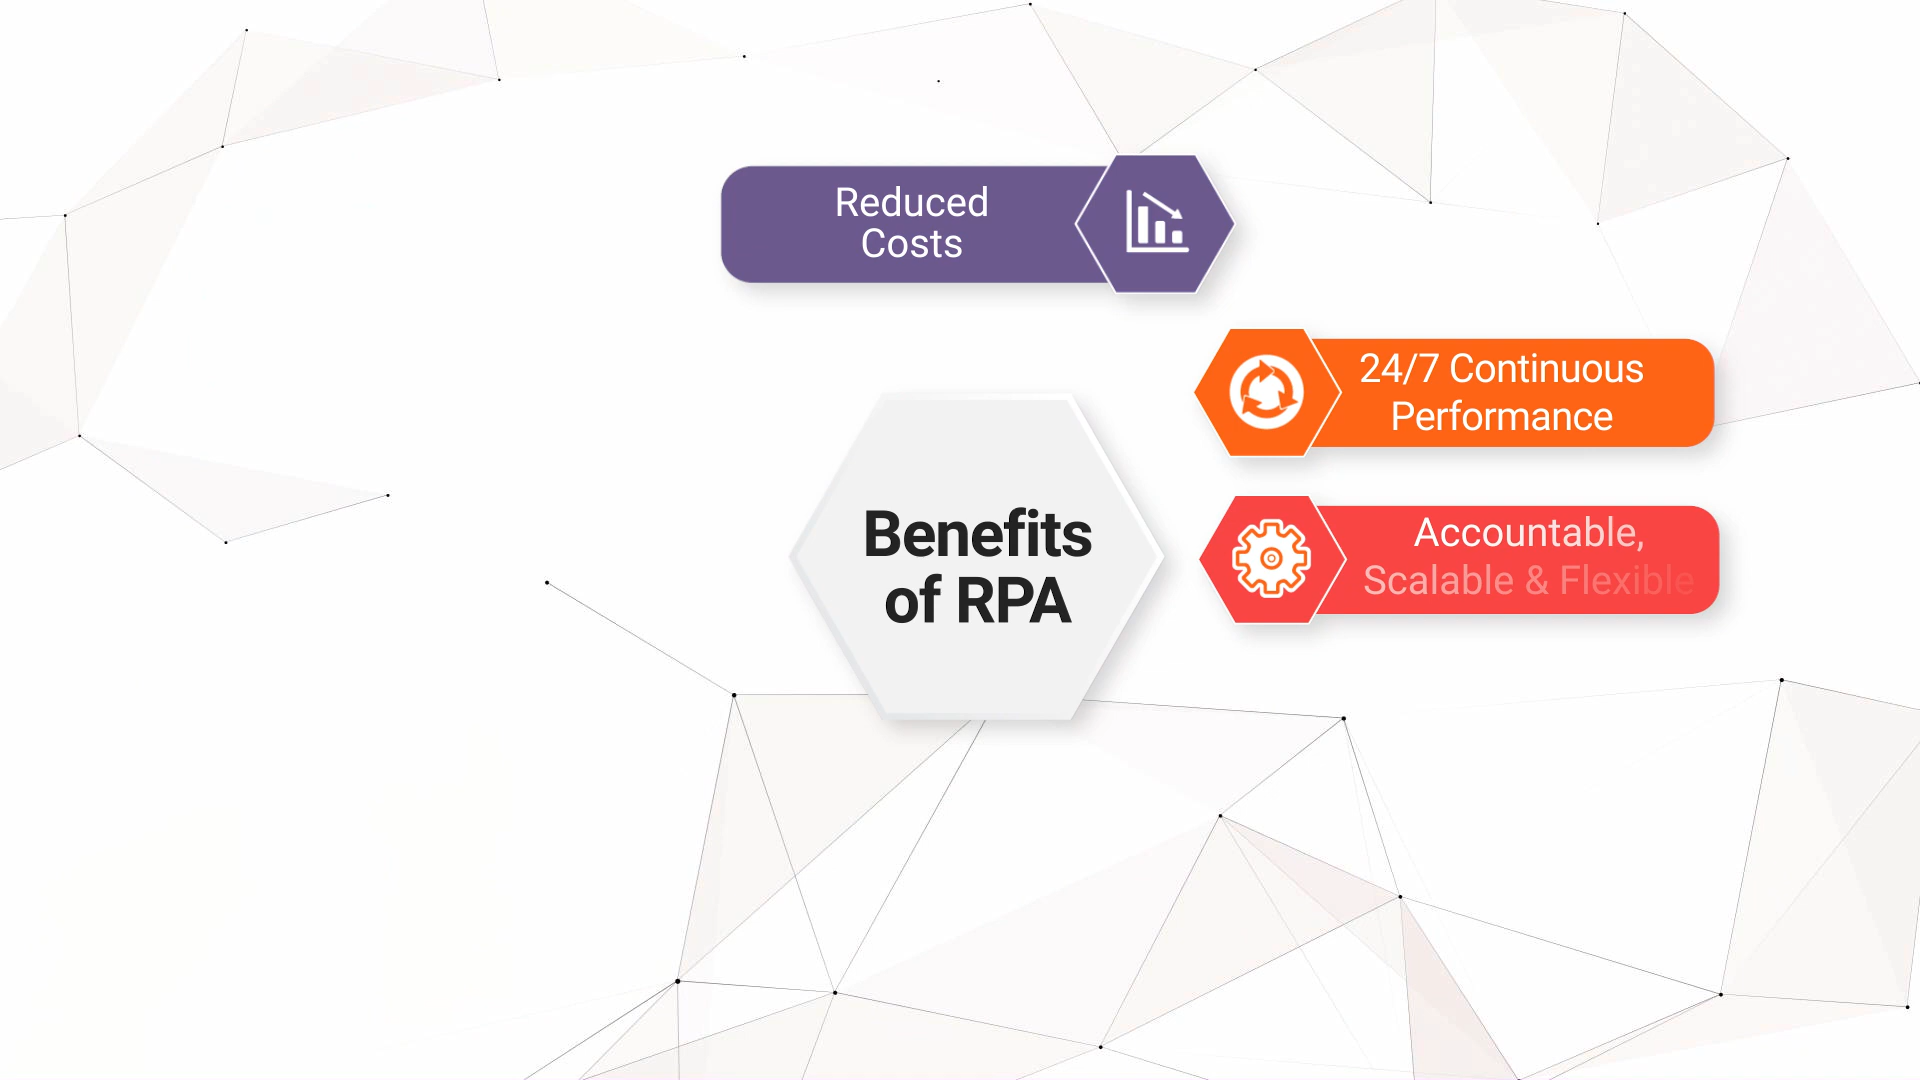 Reduced
Costs
24/7 Continuous
Performance
Accountable,
Scalable & Flexible
Benefits
of RPA